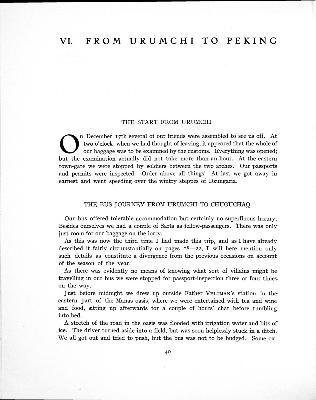 VI. FROM URUMCHI TO PEKING
THE START FROM URUMCHI
On December 17th several of our friends were assembled to see us off. At
two o'clock, when we had thought of leaving, it appeared that the whole of
our baggage was to be examined by the customs. Everything was opened;
but the examination actually did not take more than an hour. At the eastern
town-gate we were stopped by soldiers between the two arches. Our passports
and permits were inspected. Order above all things! At last we got away in
earnest and went speeding over the wintry steppes of Dzungaria.
THE BUS JOURNEY FROM URUMCHI TO CHUGUCHAQ
Our bus offered tolerable accommodation but certainly no superfluous luxury.
Besides ourselves we had a couple of Sarts as fellow-passengers. There was only
just room for our baggage on the lorry.
As this was now the third time I had made this trip, and as I have already
described it fairly circumstantially on pages —22, I will here mention only
such details as constitute a divergence from the previous occasions on account
of the season of the year.
As there was evidently no means of knowing what sort of villains might be
travelling in our bus we were stopped for passport-inspection three or four times
on the way.
Just before midnight we drew up outside Father VELDMAN's station in the
eastern part of the Manas oasis, where we were entertained with tea and wine
and food, sitting up afterwards for a couple of hours' chat before tumbling
into bed.
A stretch of the road in the oasis was flooded with irrigation water and bits of
ice. The driver turned aside into a field, but was soon helplessly stuck in a ditch.
We all got out and tried to push, but the bus was not to be budged. Some ox-